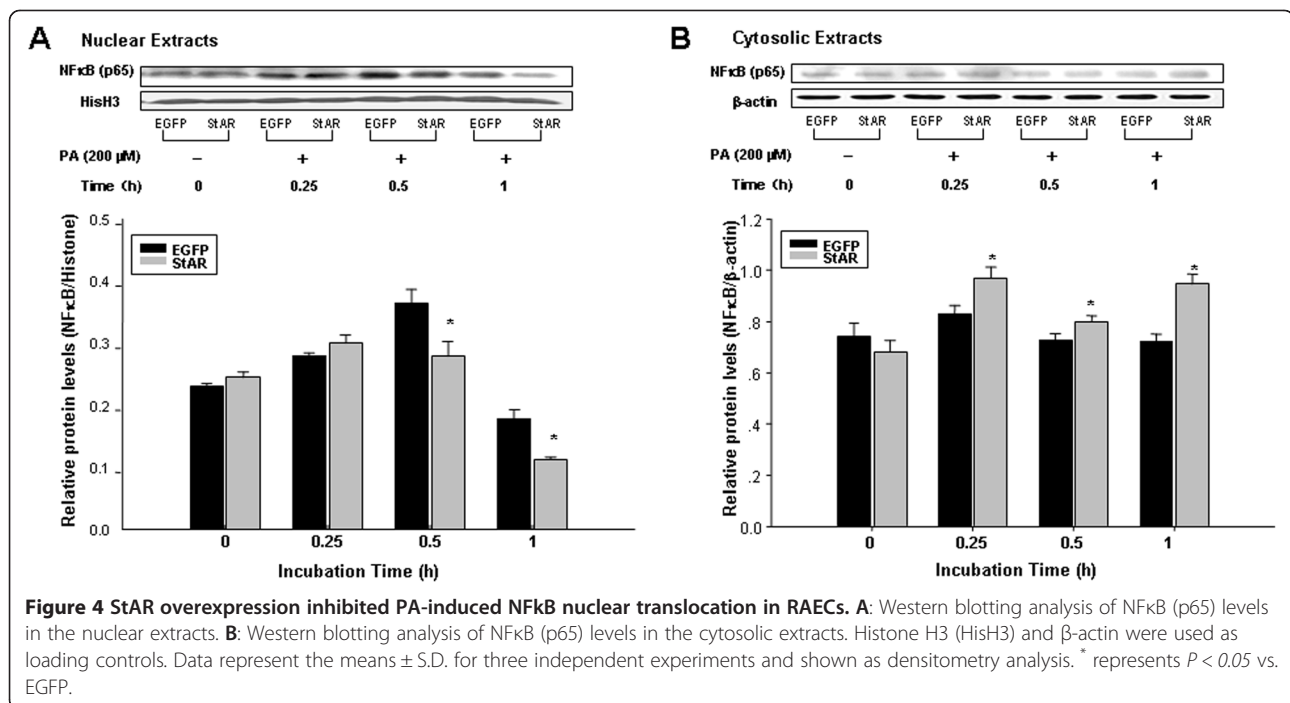 A Nuclear Extracts
NFκB (p65)
HisH3
EGFP StAR EGFP StAR EGFP StAR EGFP StAR
PA (200 μM) – + + +
Time (h) 0 0.25 0.5 1
Relative protein levels (NFκB/Histone)
0.5
0.4
0.3
0.2
0.1
0.0
EGFP
StAR
*
*
0 0.25 0.5 1
Incubation Time (h)
B Cytosolic Extracts
NFκB (p65)
β-actin
EGFP StAR EGFP StAR EGFP StAR EGFP StAR
PA (200 μM) – + + +
Time (h) 0 0.25 0.5 1
Relative protein lvels (NFκB/β-actin)
1.2
1.0
.8
.6
.4
.2
0.0
EGFP
StAR
*
*
*
0 0.25 0.5 1
Incubation Time (h)
Figure 4 StAR overexpression inhibited PA-induced NFkB nuclear translocation in RAECs. A: Western blotting analysis of NFκB (p65) levels
in the nuclear extracts. B: Western blotting analysis of NFκB (p65) levels in the cytosolic extracts. Histone H3 (HisH3) and β-actin were used as
loading controls. Data represent the means ± S.D. for three independent experiments and shown as densitometry analysis. * represents P < 0.05 vs.
EGFP.